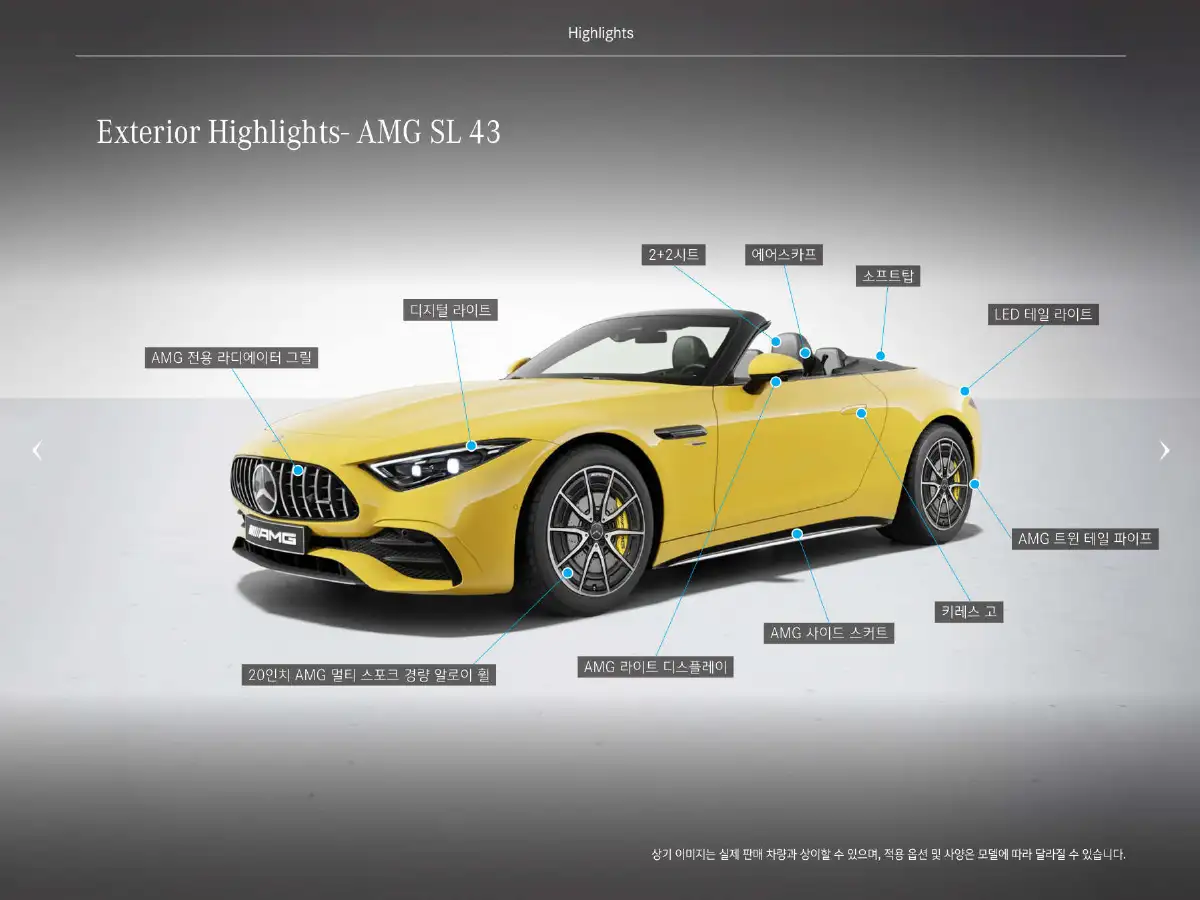 Highlights
Exterior Highlights- AMG SL 43
2+2시트
에어스카프
소프트탑
디지털 라이트
LED 테일 라이트
AMG 전용 라디에이터 그릴
AMG
AMG 트윈 테일 파이프
키레스 고
AMG 사이드 스커트
AMG 라이트 디스플레이
20인치 AMG 멀티 스포크 경량 알로이 휠
상기 이미지는 실제 판매 차량과 상이할 수 있으며, 적용 옵션 및 사양은 모델에 따라 달라질 수 있습니다.